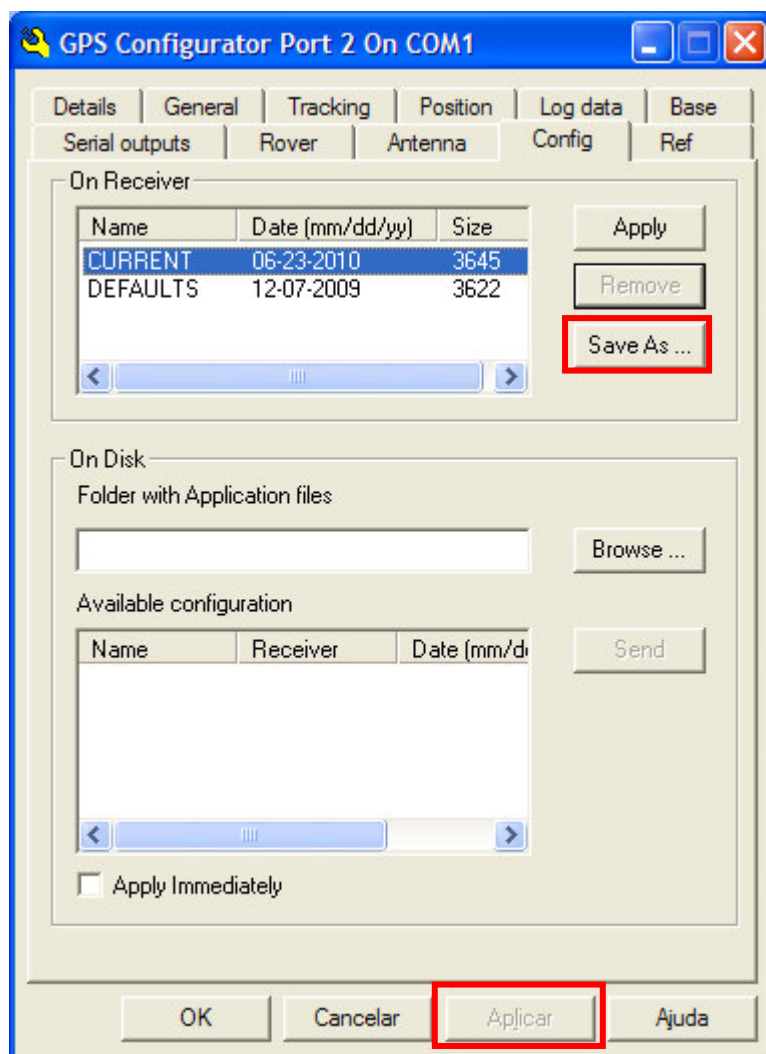 GPS Configurator Port 2 On COM1
Details General Tracking Position Log data Base
Serial outputs Rover Antenna Config Ref
On Receiver
Name Date (mm/dd/yy) Size
CURRENT 06-23-2010 3645
DEFAULTS 12-07-2009 3622
Apply
Remove
Save As ...
On Disk
Folder with Application files
Browse ...
Available configuration
Name Receiver Date (mm/d
Send
Apply Immediately
OK Cancelar Aplicar Ajuda